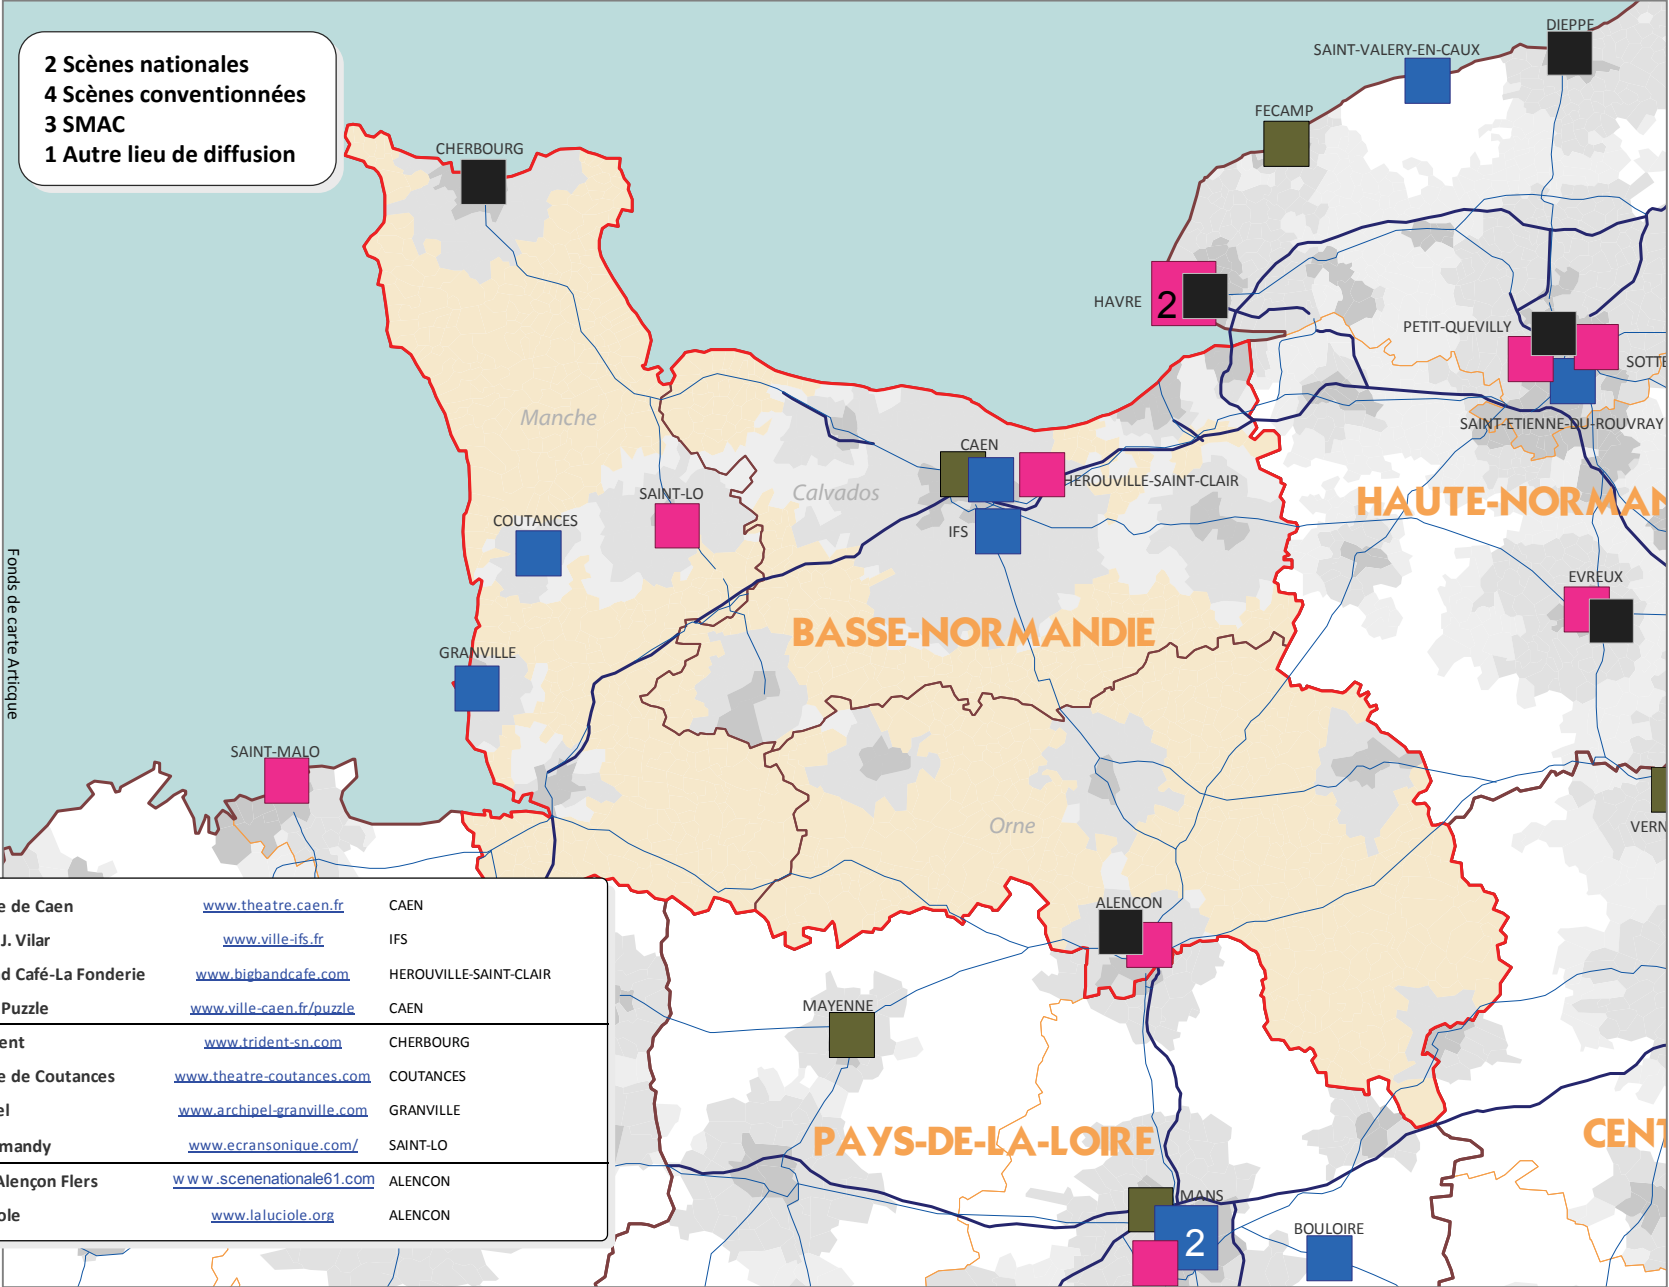 2 Scènes nationales
4 Scènes conventionnées
3 SMAC
1 Autre lieu de diffusion
DIEPPE
SAINT-VALERY-EN-CAUX
FECAMP
CHERBOURG
HAVRE
2
PETIT-QUEVILLY
SOTTE
Manche
SAINT-ETIENNE-DU-ROUVRAY
CAEN
HEROUVILLE-SAINT-CLAIR
Calvados
SAINT-LO
HAUTE-NORMAN
COUTANCES
IFS
Fonds de carte Articque
EVREUX
BASSE-NORMANDIE
GRANVILLE
SAINT-MALO
Orne
VERN
ALENCON
MAYENNE
PAYS-DE-LA-LOIRE
CENT
MANS
2
BOULOIRE
e de Caen www.theatre.caen.fr CAEN
J. Vilar www.ville-ifs.fr IFS
d Café-La Fonderie www.bigbandcafe.com HEROUVILLE-SAINT-CLAIR
Puzzle www.ville-caen.fr/puzzle CAEN
ent www.trident-sn.com CHERBOURG
e de Coutances www.theatre-coutances.com COUTANCES
el www.archipel-granville.com GRANVILLE
mandy www.ecransonique.com/ SAINT-LO
Alençon Flers www.scenenationale61.com ALENCON
ole www.laluciole.org ALENCON